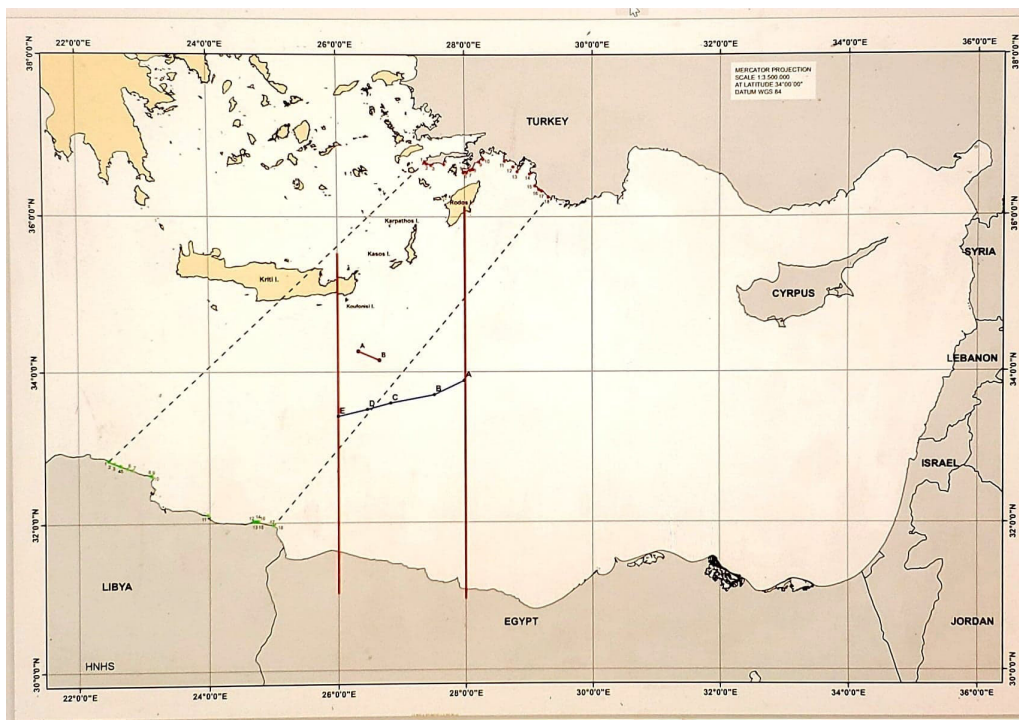 22°0'0"E 24°0'0"E 26°0'0"E 28°0'0"E 30°0'0"E 32°0'0"E 34°0'0"E 36°0'0"E
38°0'0"N 38°0'0"N
MERCATOR PROJECTION
SCALE 1:3.500.000
AT LATITUDE 34°00'00"
DATUM WGS 84
TURKEY
Rodos I.
36°0'0"N 36°0'0"N
Karpathos I.
Kasos I.
SYRIA
Kriti I.
CYRPUS
Koufonisi I.
A
B
LEBANON
34°0'0"N 34°0'0"N
A
B
C
D
E
ISRAEL
11
32°0'0"N 32°0'0"N
LIBYA
EGYPT
JORDAN
HNHS
30°0'0"N 30°0'0"N
22°0'0"E 24°0'0"E 26°0'0"E 28°0'0"E 30°0'0"E 32°0'0"E 34°0'0"E 36°0'0"E